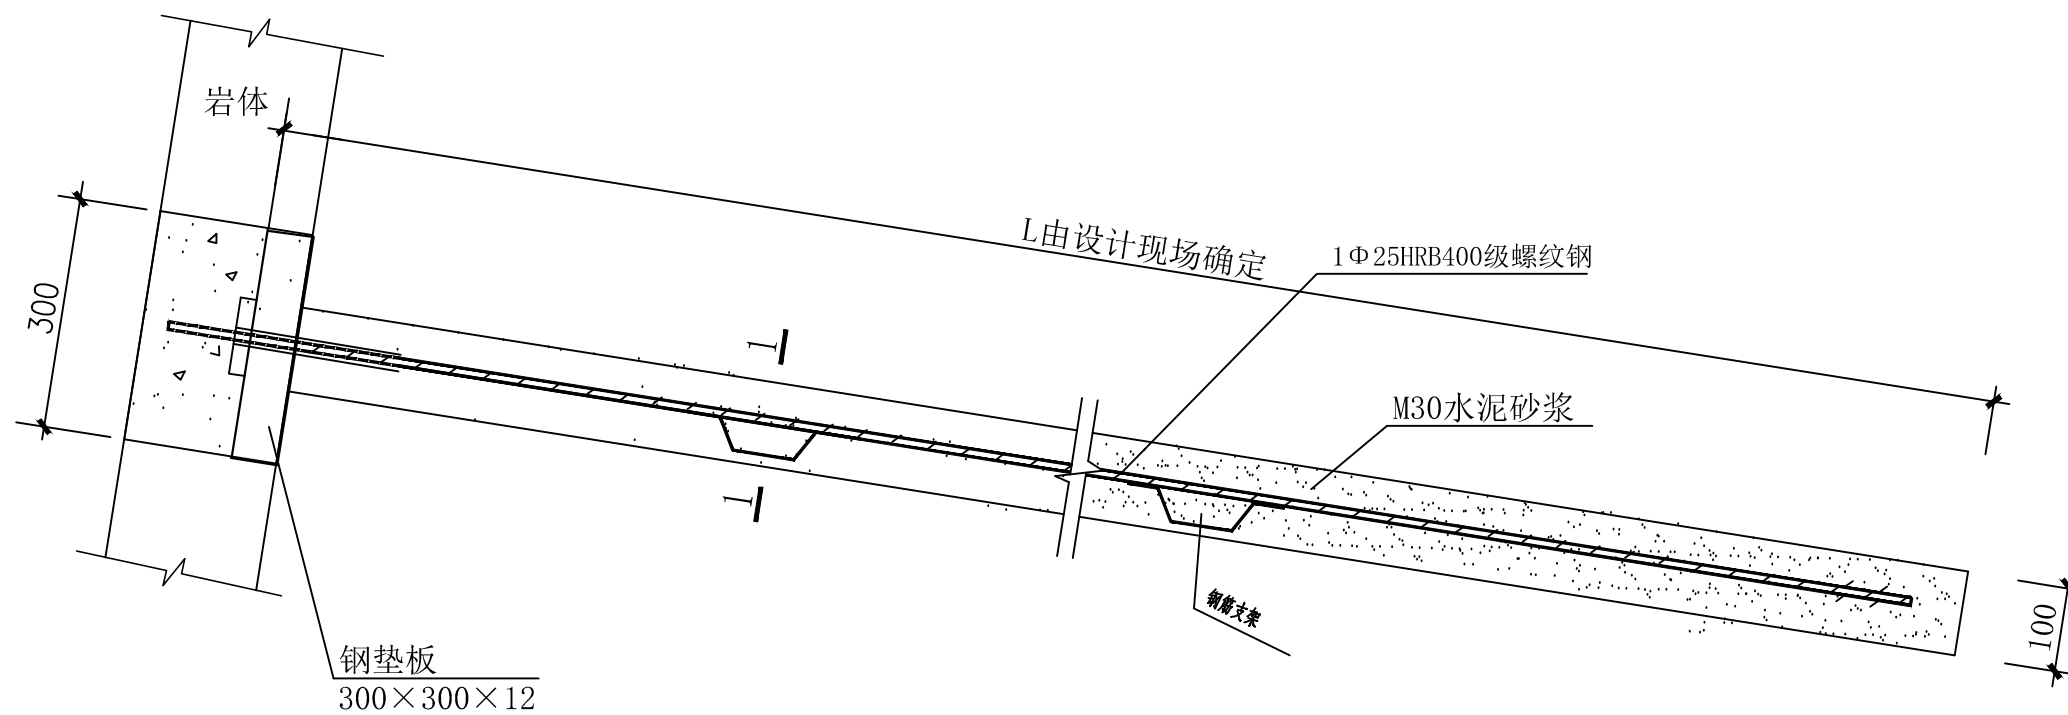 岩体
L由设计现场确定
1Φ25HRB400级螺纹钢
300
1
M30水泥砂浆
1
钢筋支架
100
钢垫板
300×300×12